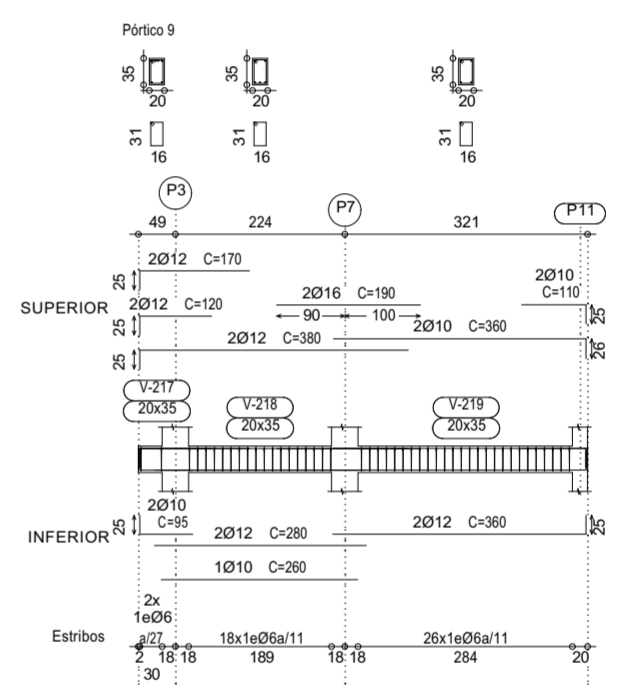 Pórtico 9
35 35 35
20 20 20
31 31 31
16 16 16
P3 P7 P11
49 224 321
2Ø12 C=170
25
2Ø10
C=110
25
2Ø16 C=190
90 100
SUPERIOR
2Ø12 C=120
25
2Ø10 C=360
26
2Ø12 C=380
25
V-217
20x35
V-218
20x35
V-219
20x35
2Ø10
C=95
25
INFERIOR
2Ø12 C=360
25
2Ø12 C=280
1Ø10 C=260
2x
1eØ6
a/27
Estribos
18x1eØ6a/11
26x1eØ6a/11
2 18 18 189 18 18 284 20
30